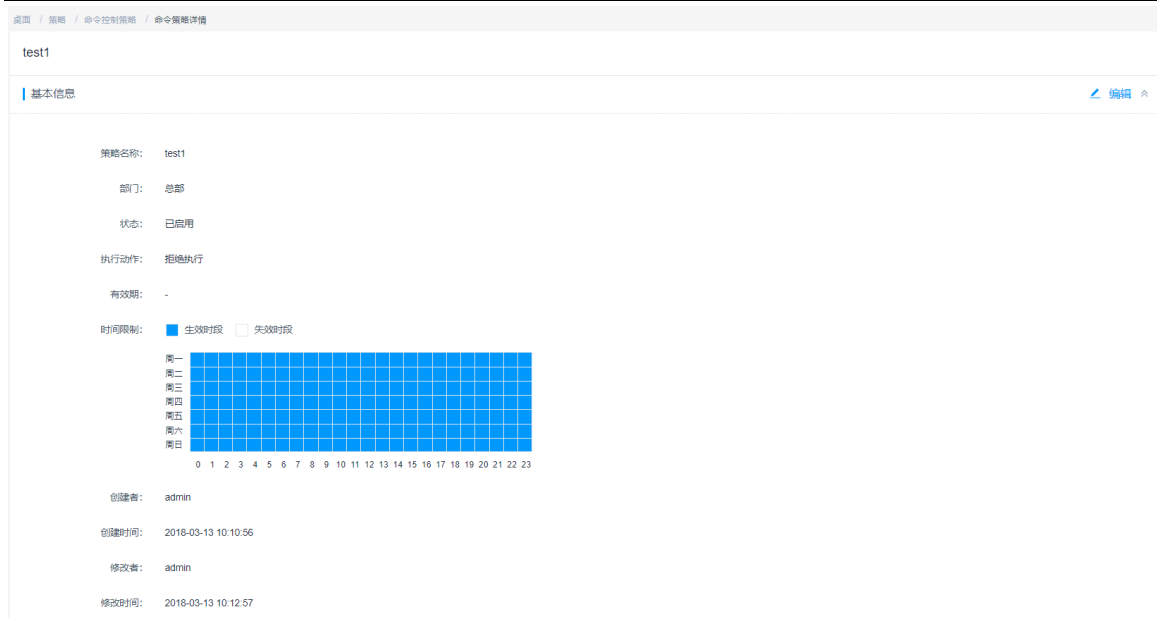 桌面 / 策略 / 命令控制策略 / 命令策略详情
test1
基本信息 编辑
策略名称: test1
部门: 总部
状态: 已启用
执行动作: 拒绝执行
有效期: -
时间限制: 生效时段 失效时段
周一
周二
周三
周四
周五
周六
周日
0 1 2 3 4 5 6 7 8 9 10 11 12 13 14 15 16 17 18 19 20 21 22 23
创建者: admin
创建时间: 2018-03-13 10:10:56
修改者: admin
修改时间: 2018-03-13 10:12:57